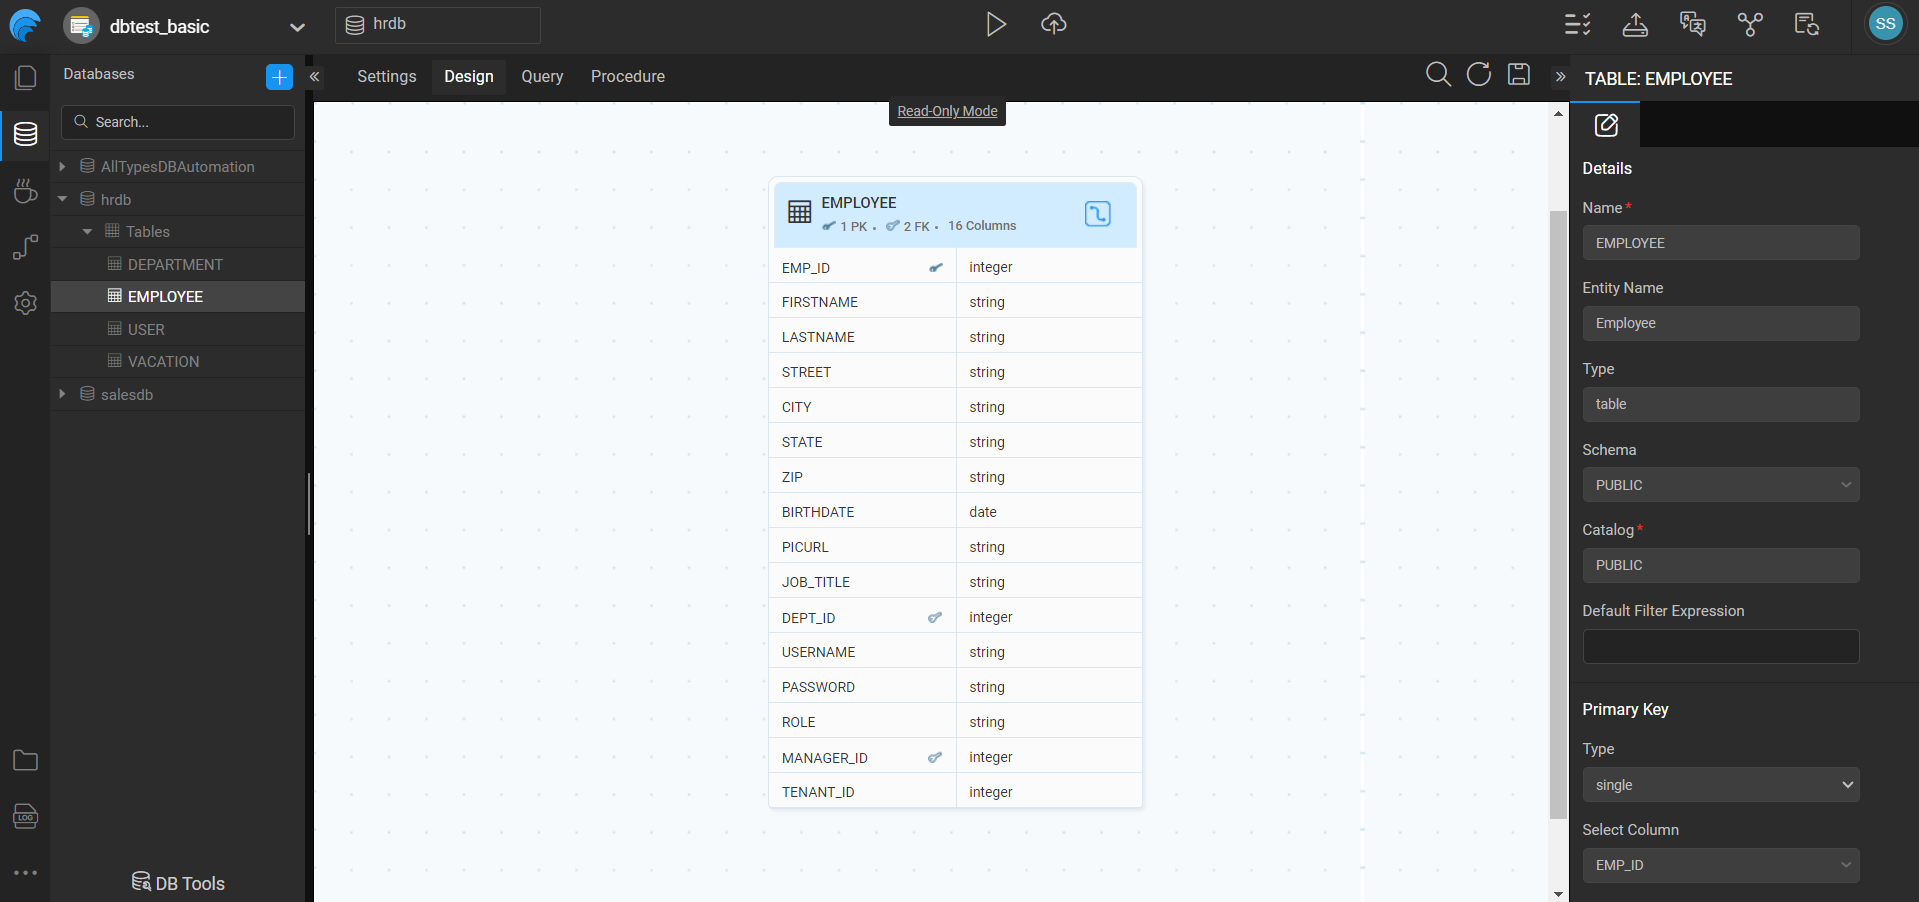 dbtest_basic
hrdb
SS
Databases
Search...
AllTypesDBAutomation
hrdb
Tables
DEPARTMENT
EMPLOYEE
USER
VACATION
salesdb
LOG
DB Tools
Settings
Design
Query
Procedure
Read-Only Mode
EMPLOYEE
1 PK • 2 FK • 16 Columns
EMP_ID integer
FIRSTNAME string
LASTNAME string
STREET string
CITY string
STATE string
ZIP string
BIRTHDATE date
PICURL string
JOB_TITLE string
DEPT_ID integer
USERNAME string
PASSWORD string
ROLE string
MANAGER_ID integer
TENANT_ID integer
TABLE: EMPLOYEE
Details
Name*
EMPLOYEE
Entity Name
Employee
Type
table
Schema
PUBLIC
Catalog*
PUBLIC
Default Filter Expression
Primary Key
Type
single
Select Column
EMP_ID